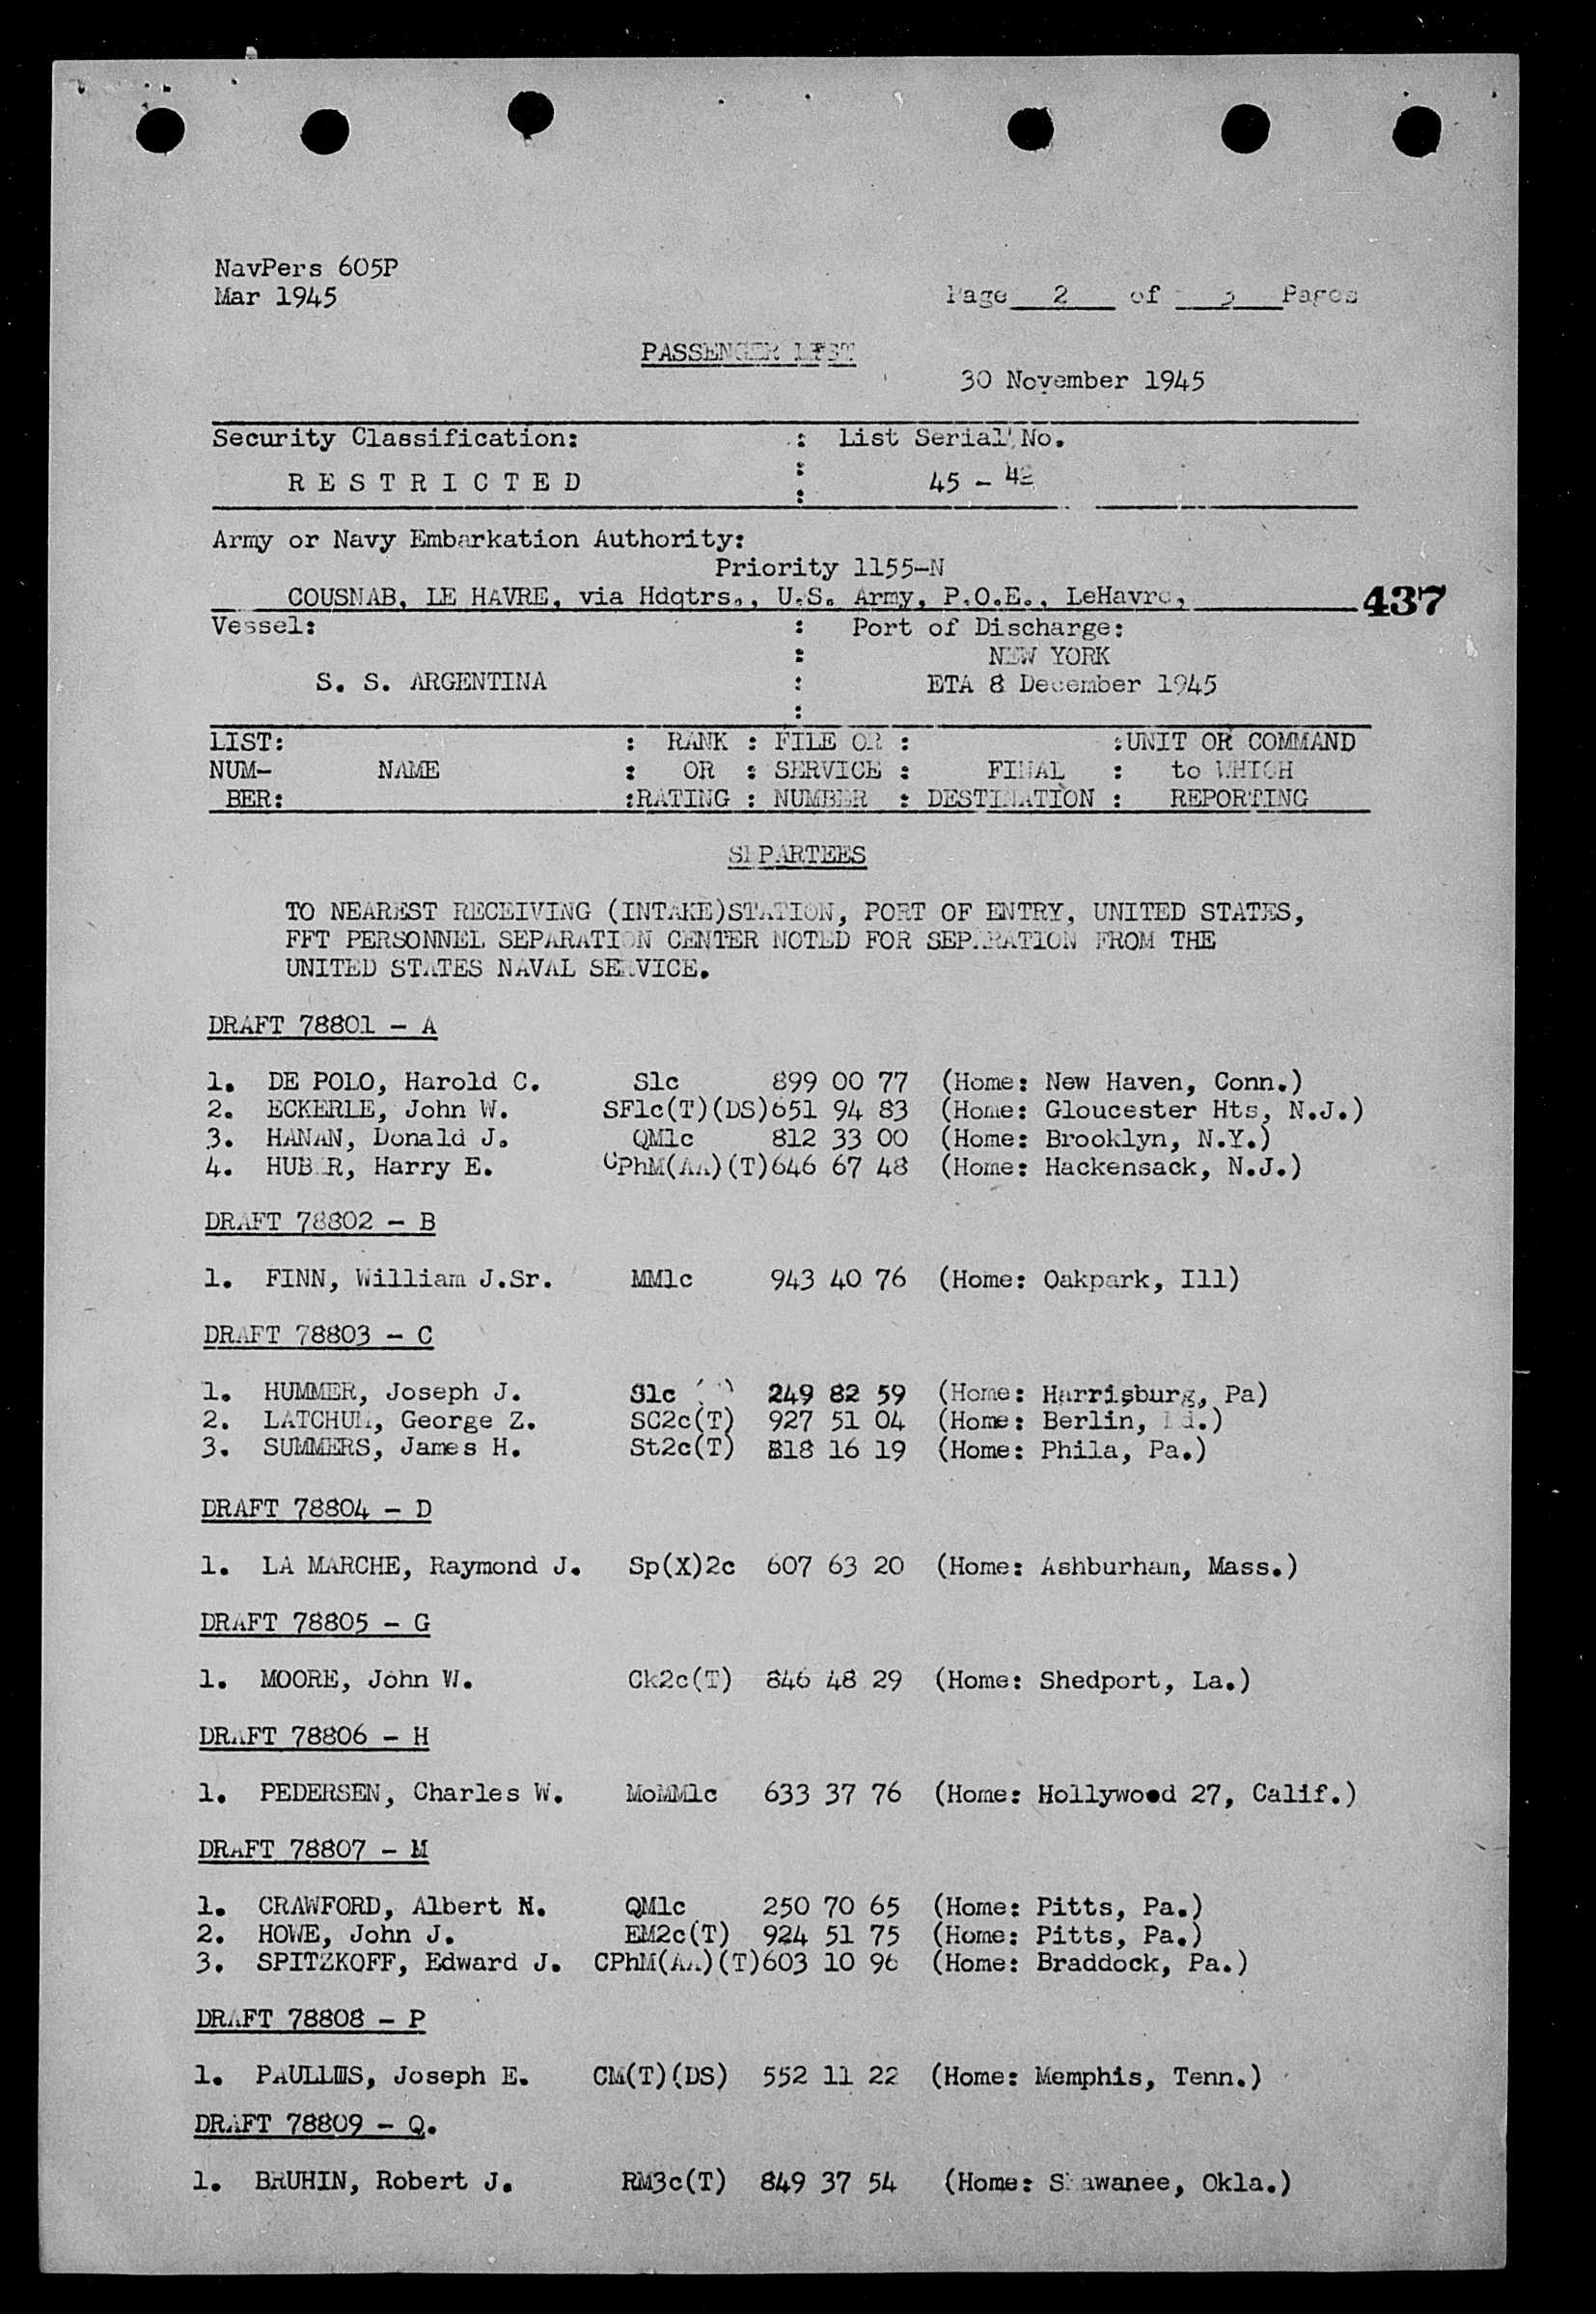 NavPers 605P
Mar 1945
Page 2 of 3 Pages
PASSENGER LIST
30 November 1945
Security Classification: : List Serial No.
R E S T R I C T E D : 45 - 42
Army or Navy Embarkation Authority:
Priority 1155-N
COUSNAB, LE HAVRE, via Hdqtrs., U.S. Army, P.O.E., LeHavre, 437
Vessel: : Port of Discharge:
: NEW YORK
S. S. ARGENTINA : ETA 8 December 1945
LIST: : RANK : FILE OR : :UNIT OR COMMAND
NUM- NAME : OR : SERVICE : FINAL : to WHICH
BER: :RATING : NUMBER : DESTINATION : REPORTING
SEPARTEES
TO NEAREST RECEIVING (INTAKE)STATION, PORT OF ENTRY, UNITED STATES,
FFT PERSONNEL SEPARATION CENTER NOTED FOR SEPARATION FROM THE
UNITED STATES NAVAL SERVICE.
DRAFT 78801 - A
1. DE POLO, Harold C. S1c 899 00 77 (Home: New Haven, Conn.)
2. ECKERLE, John W. SF1c(T)(DS)651 94 83 (Home: Gloucester Hts, N.J.)
3. HANAN, Donald J. QM1c 812 33 00 (Home: Brooklyn, N.Y.)
4. HUBER, Harry E. CPhM(AA)(T)646 67 48 (Home: Hackensack, N.J.)
DRAFT 78802 - B
1. FINN, William J.Sr. MM1c 943 40 76 (Home: Oakpark, Ill)
DRAFT 78803 - C
1. HUMMER, Joseph J. S1c 249 82 59 (Home: Harrisburg, Pa)
2. LATCHUM, George Z. SC2c(T) 927 51 04 (Home: Berlin, Md.)
3. SUMMERS, James H. St2c(T) 818 16 19 (Home: Phila, Pa.)
DRAFT 78804 - D
1. LA MARCHE, Raymond J. Sp(X)2c 607 63 20 (Home: Ashburham, Mass.)
DRAFT 78805 - G
1. MOORE, John W. Ck2c(T) 846 48 29 (Home: Shedport, La.)
DRAFT 78806 - H
1. PEDERSEN, Charles W. MoMM1c 633 37 76 (Home: Hollywood 27, Calif.)
DRAFT 78807 - M
1. CRAWFORD, Albert N. QM1c 250 70 65 (Home: Pitts, Pa.)
2. HOWE, John J. EM2c(T) 924 51 75 (Home: Pitts, Pa.)
3. SPITZKOFF, Edward J. CPhM(AA)(T)603 10 96 (Home: Braddock, Pa.)
DRAFT 78808 - P
1. Joseph E. CM(T)(DS) 552 11 22 (Home: Memphis, Tenn.)
DRAFT 78809 - Q.
1. BRUHIN, Robert J. RM3c(T) 849 37 54 (Home: Shawanee, Okla.)